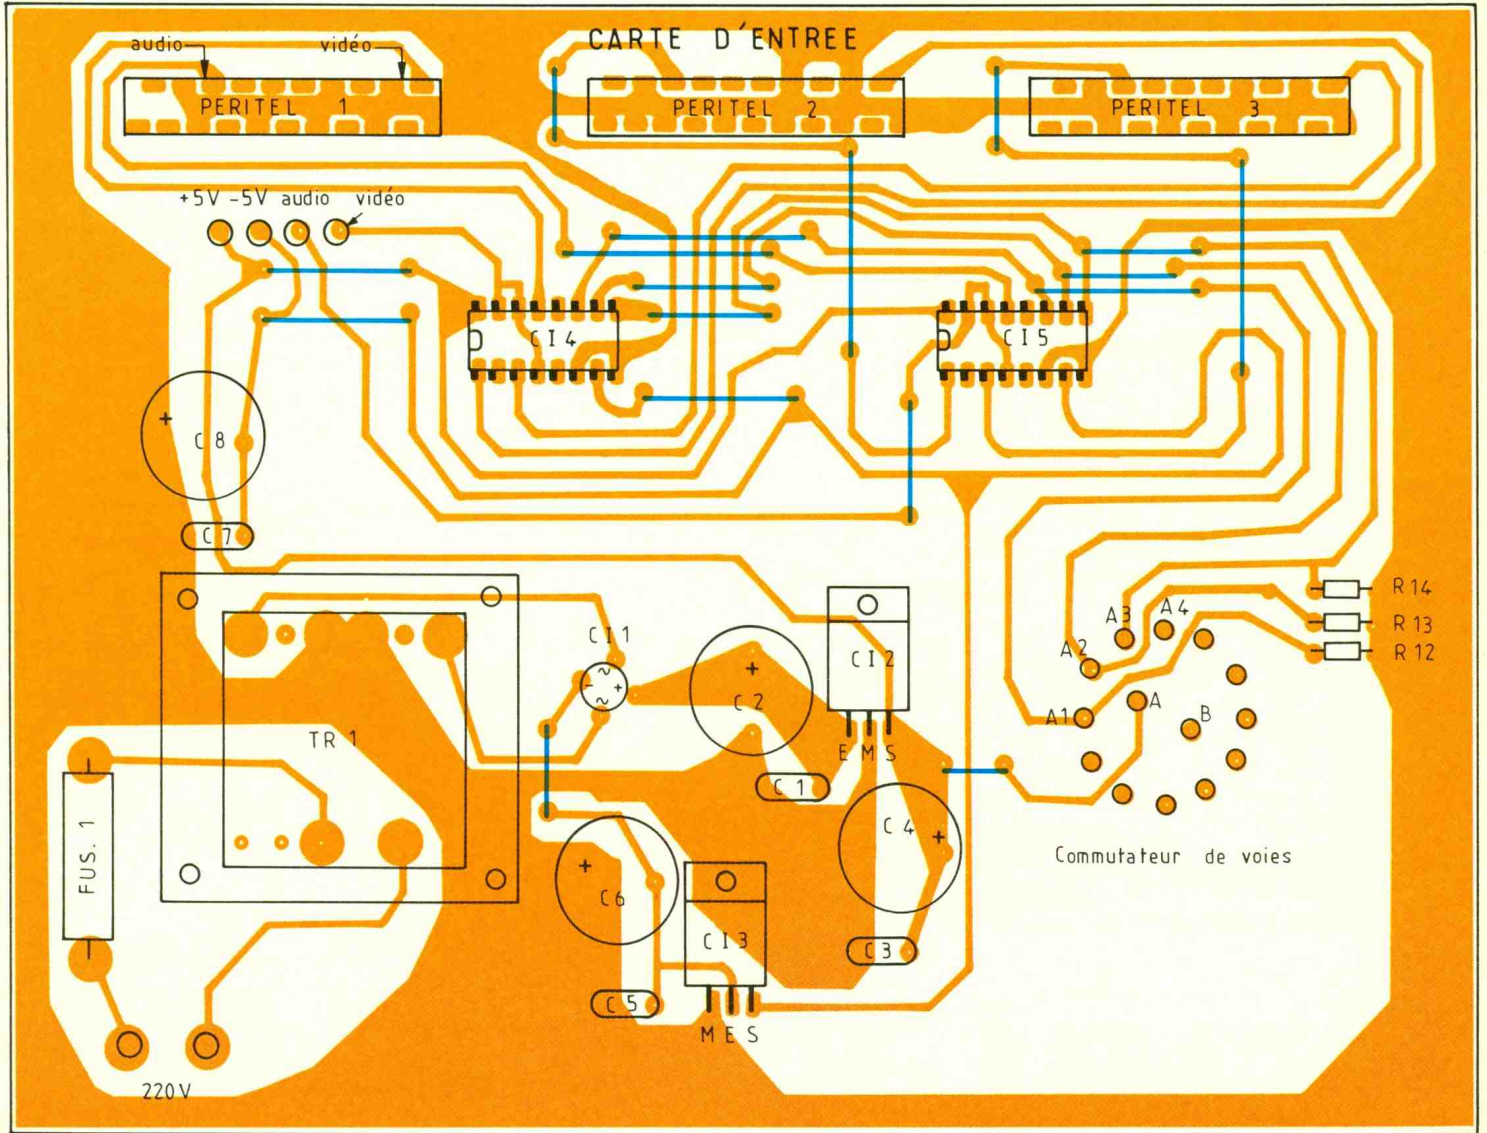 CARTE D'ENTREE
audio
vidéo
PERITEL 1
PERITEL 2
PERITEL 3
+5V -5V audio vidéo
CI4
CI5
+
C8
C7
R14
A3
A4
R13
CI1
A2
R12
CI2
~
- +
~
+
C2
A
A1
B
TR1
E M S
C1
C4
+
FUS. 1
Commutateur de voies
+
C6
CI3
C3
C5
M E S
220V